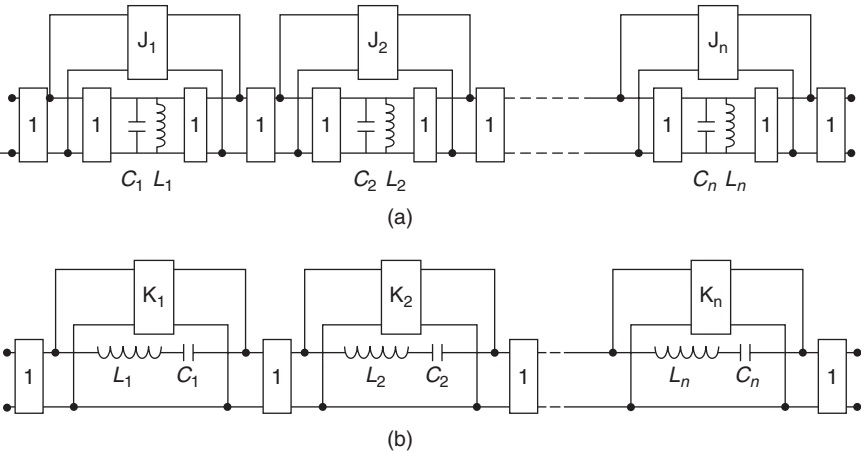 J₁ J₂ Jₙ
1 1 1 1 1 1 1 1 1 1
C₁ L₁ C₂ L₂ Cₙ Lₙ
(a)
K₁ K₂ Kₙ
1 1 1 1
L₁ C₁ L₂ C₂ Lₙ Cₙ
(b)